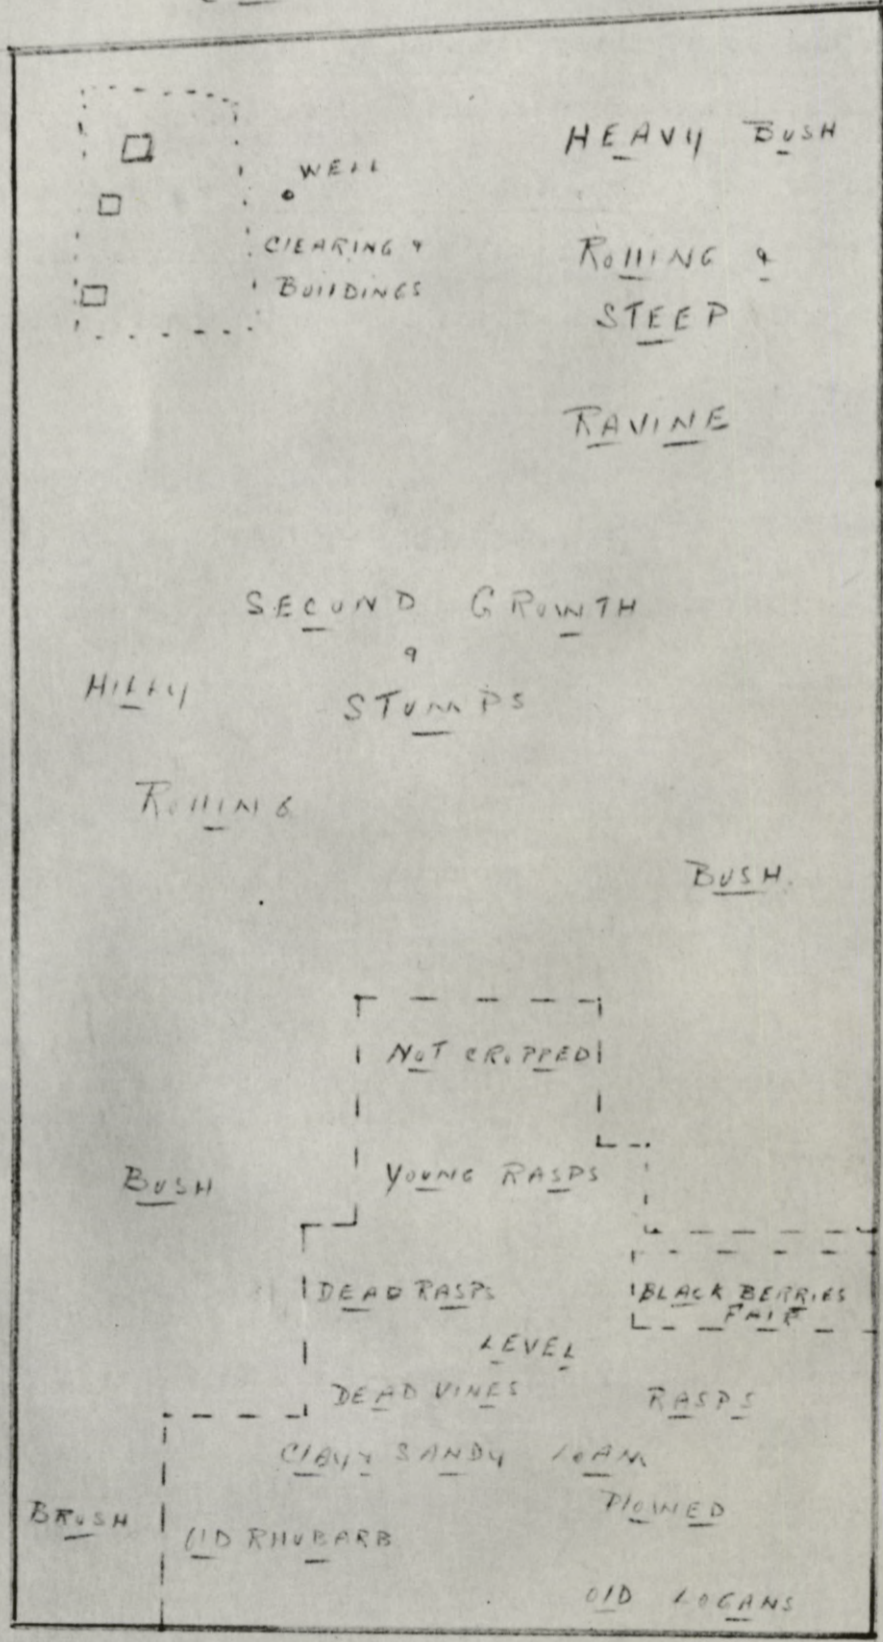 HEAVY BUSH
WELL
CLEARING &
BUILDINGS
ROLLING &
STEEP
RAVINE
SECOND GROWTH
&
STUMPS
HILLY
ROLLING
BUSH.
NOT CROPPED
YOUNG RASPS
BUSH
DEAD RASPS
BLACK BERRIES
FAIR
LEVEL
DEAD VINES
RASPS
CLAY & SANDY LOAM
PLOWED
BRUSH
OLD RHUBARB
OLD LOGANS